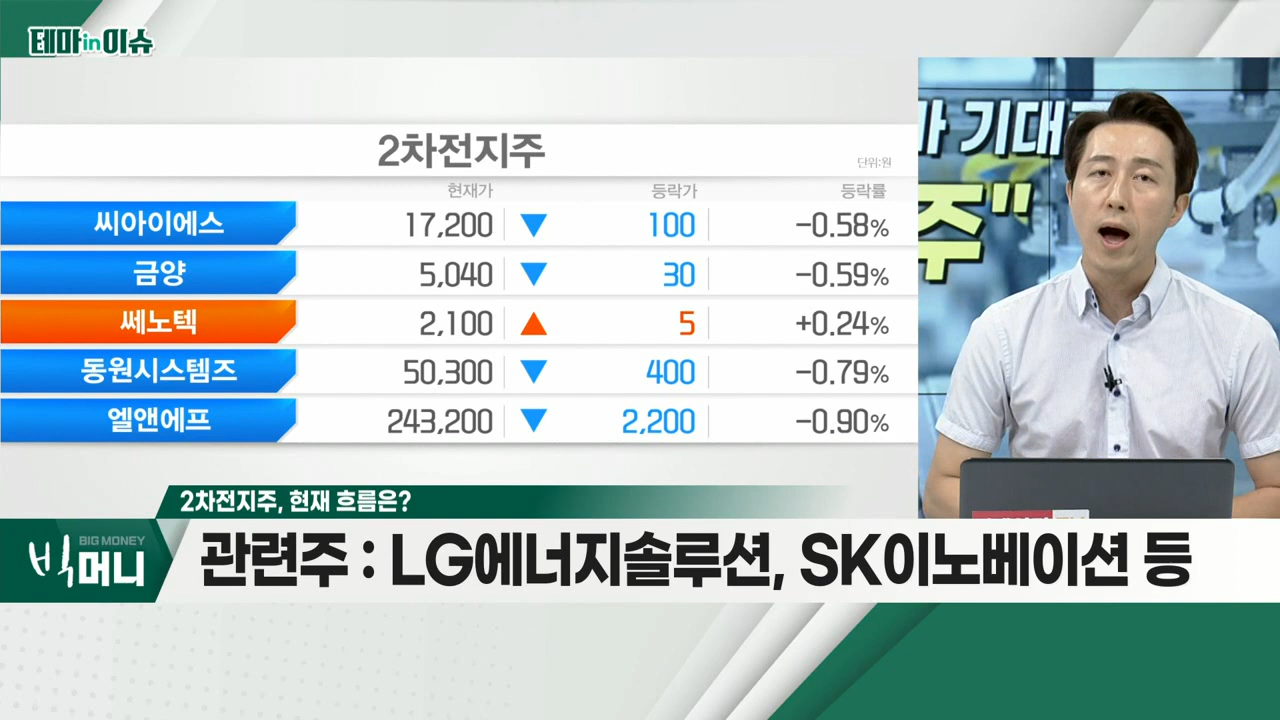 테마in이슈
2차전지주
단위:원
현재가 등락가 등락률
씨아이에스 17,200 ▼ 100 -0.58%
금양 5,040 ▼ 30 -0.59%
쎄노텍 2,100 ▲ 5 +0.24%
동원시스템즈 50,300 ▼ 400 -0.79%
엘앤에프 243,200 ▼ 2,200 -0.90%
기대
주"
2차전지주, 현재 흐름은?
BIG MONEY
빅머니
관련주 : LG에너지솔루션, SK이노베이션 등